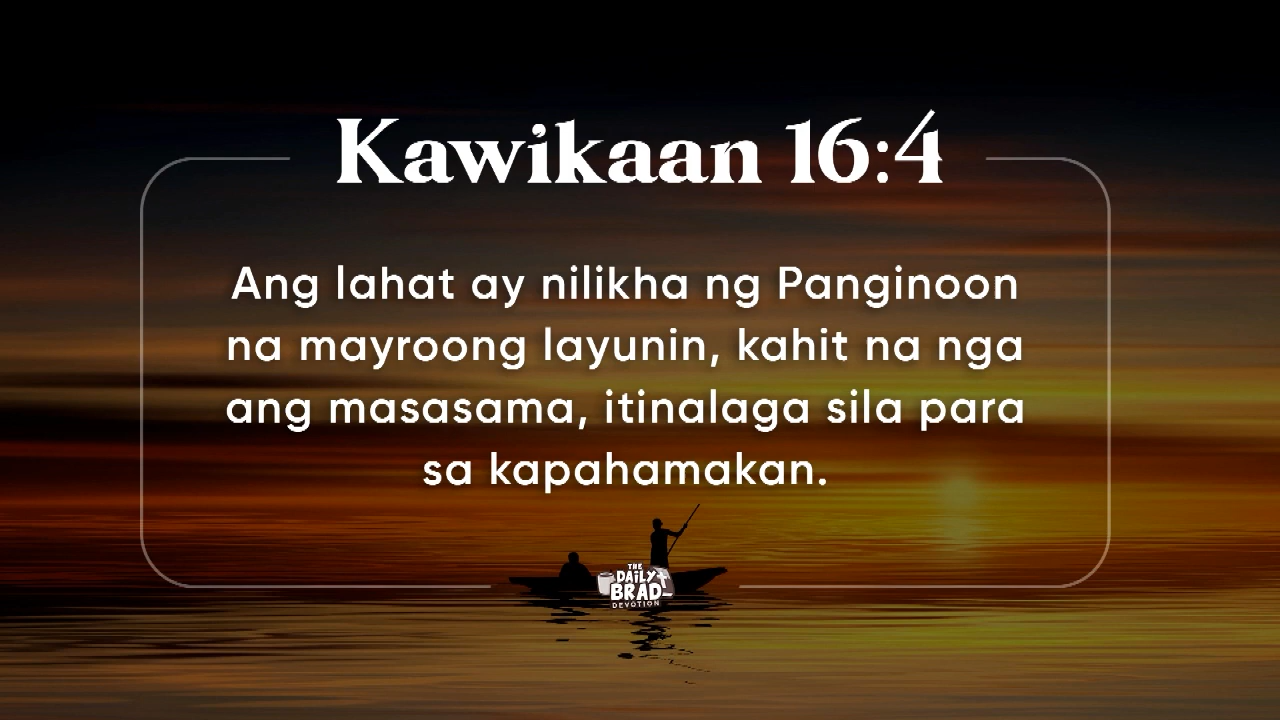 Kawikaan 16:4
Ang lahat ay nilikha ng Panginoon
na mayroong layunin, kahit na nga
ang masasama, itinalaga sila para
sa kapahamakan.
THE
DAILY
BRAD
DEVOTION